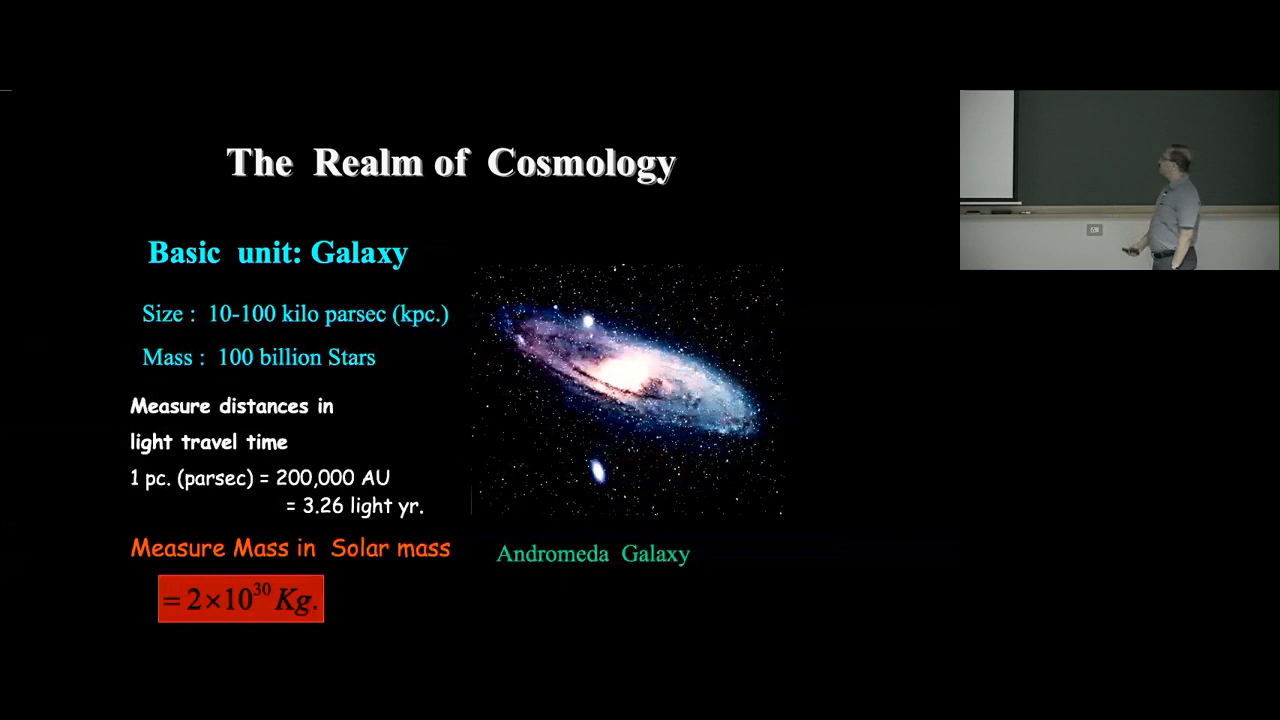 The Realm of Cosmology
Basic unit: Galaxy
Size : 10-100 kilo parsec (kpc.)
Mass : 100 billion Stars
Measure distances in
light travel time
1 pc. (parsec) = 200,000 AU
= 3.26 light yr.
Measure Mass in Solar mass
= 2×10³⁰ Kg.
Andromeda Galaxy